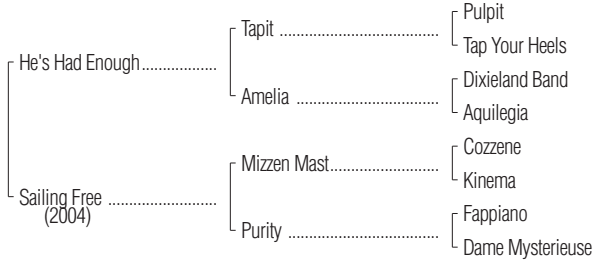 Pulpit
Tapit ...................................
Tap Your Heels
He's Had Enough..................
Dixieland Band
Amelia ................................
Aquilegia
Cozzene
Mizzen Mast..........................
Kinema
Sailing Free ..........................
(2004)
Fappiano
Purity ..................................
Dame Mysterieuse